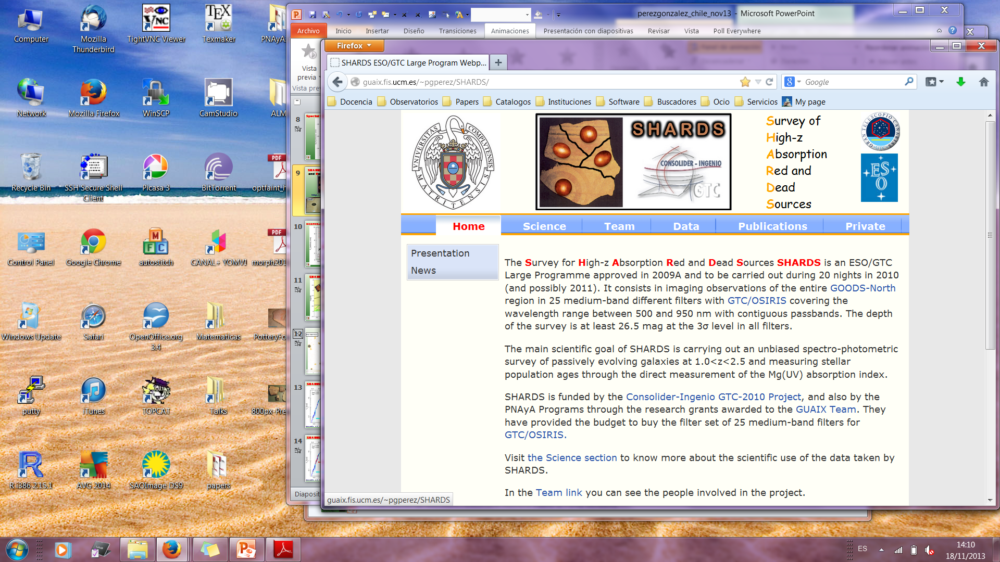 Computer
Mozilla
Thunderbird
TightVNC Viewer
Texmaker
Network
Mozilla Firefox
WinSCP
CamStudio
Recycle Bin
SSH Secure Shell
Client
Picasa 3
BitTorrent
optfaint_h
Control Panel
Google Chrome
autostitch
CANAL+ YOMVI
morph201
Windows Update
Safari
OpenOffice.org
3.4
Matematicas
PotteryFo
putty
iTunes
TOPCAT
Talks
800px-Pre
R i386 2.15.1
AVG 2014
SAOImage DS9
papers
perezgonzalez_chile_nov13 - Microsoft PowerPoint
Archivo
Inicio
Insertar
Diseño
Transiciones
Animaciones
Presentación con diapositivas
Revisar
Vista
Poll Everywhere
Vista
previa
Vista pre
8
9
10
11
12
13
14
Diaposit
Firefox
SHARDS ESO/GTC Large Program Webp...
guaix.fis.ucm.es/~pgperez/SHARDS/
Google
Docencia
Observatorios
Papers
Catalogos
Instituciones
Software
Buscadores
Ocio
Servicios
My page
VNIVERSITAS COMPLVTENSIS MATRITENSIS
SHARDS
CONSOLIDER - INGENIO
GTC
Survey of
High-z
Absorption
Red and
Dead
Sources
GRAN TELESCOPIO CANARIAS
GTC
ES
O
Home
Science
Team
Data
Publications
Private
Presentation
News
The Survey for High-z Absorption Red and Dead Sources SHARDS is an ESO/GTC
Large Programme approved in 2009A and to be carried out during 20 nights in 2010
(and possibly 2011). It consists in imaging observations of the entire GOODS-North
region in 25 medium-band different filters with GTC/OSIRIS covering the
wavelength range between 500 and 950 nm with contiguous passbands. The depth
of the survey is at least 26.5 mag at the 3σ level in all filters.
The main scientific goal of SHARDS is carrying out an unbiased spectro-photometric
survey of passively evolving galaxies at 1.0<z<2.5 and measuring stellar
population ages through the direct measurement of the Mg(UV) absorption index.
SHARDS is funded by the Consolider-Ingenio GTC-2010 Project, and also by the
PNAyA Programs through the research grants awarded to the GUAIX Team. They
have provided the budget to buy the filter set of 25 medium-band filters for
GTC/OSIRIS.
Visit the Science section to know more about the scientific use of the data taken by
SHARDS.
In the Team link you can see the people involved in the project.
guaix.fis.ucm.es/~pgperez/SHARDS
ES
14:10
18/11/2013